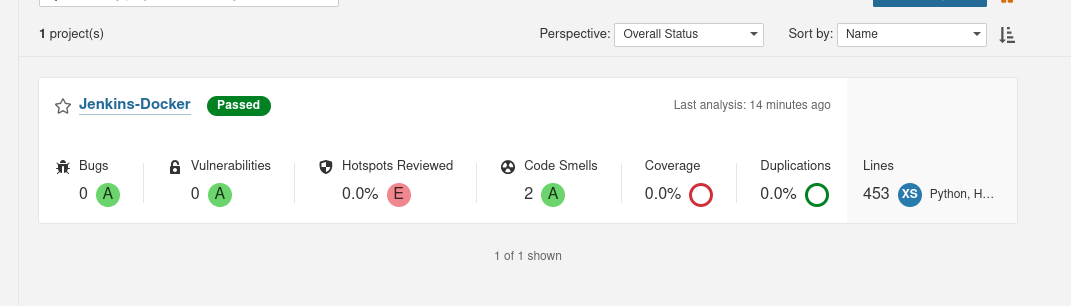 1 project(s)
Perspective: Overall Status Sort by: Name
Jenkins-Docker Passed Last analysis: 14 minutes ago
Bugs Vulnerabilities Hotspots Reviewed Code Smells Coverage Duplications Lines
0 A 0 A 0.0% E 2 A 0.0% 0.0% 453 XS Python, H...
1 of 1 shown